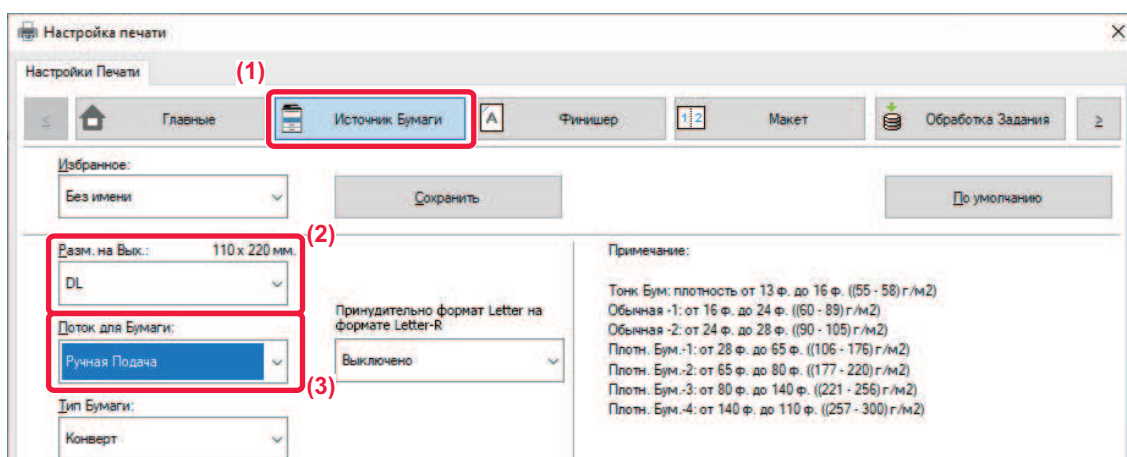 Настройка печати
Настройки Печати
(1)
≤ Главные Источник Бумаги A Финишер 1 2 Макет Обработка Задания ≥
Избранное:
Без имени Сохранить По умолчанию
(2)
Разм. на Вых.: 110 x 220 мм. Примечание:
DL
Тонк Бум: плотность от 13 ф. до 16 ф. ((55 - 58) г/м2)
Принудительно формат Letter на формате Letter-R
Обычная -1: от 16 ф. до 24 ф. ((60 - 89) г/м2)
Поток для Бумаги:
Обычная -2: от 24 ф. до 28 ф. ((90 - 105) г/м2)
Ручная Подача Выключено
Плотн. Бум.-1: от 28 ф. до 65 ф. ((106 - 176) г/м2)
Плотн. Бум.-2: от 65 ф. до 80 ф. ((177 - 220) г/м2)
(3)
Плотн. Бум.-3: от 80 ф. до 140 ф. ((221 - 256) г/м2)
Плотн. Бум.-4: от 140 ф. до 110 ф. ((257 - 300) г/м2)
Тип Бумаги:
Конверт